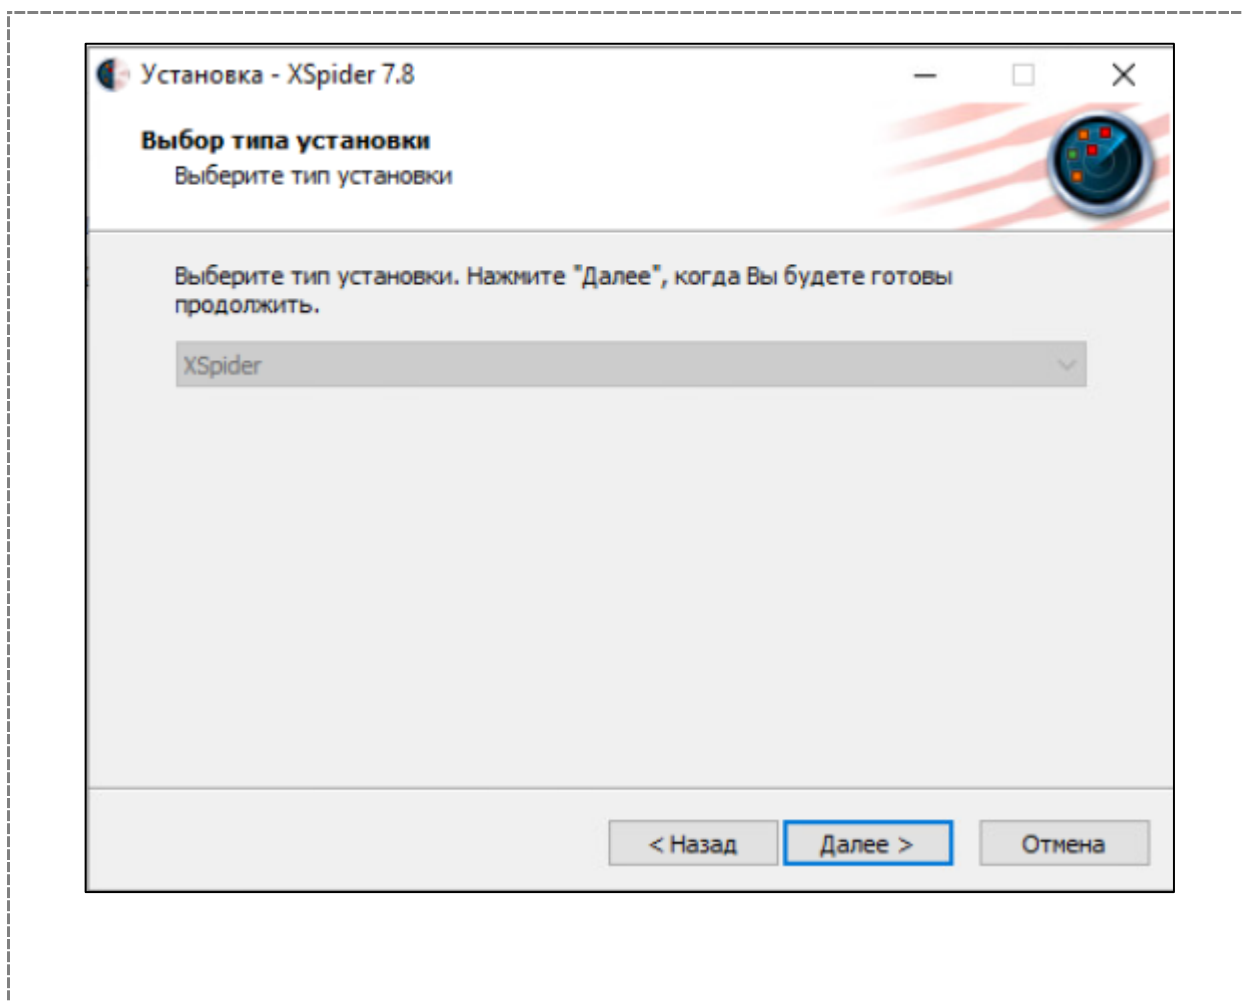 Установка - XSpider 7.8
Выбор типа установки
Выберите тип установки
Выберите тип установки. Нажмите "Далее", когда Вы будете готовы
продолжить.
XSpider
< Назад Далее > Отмена